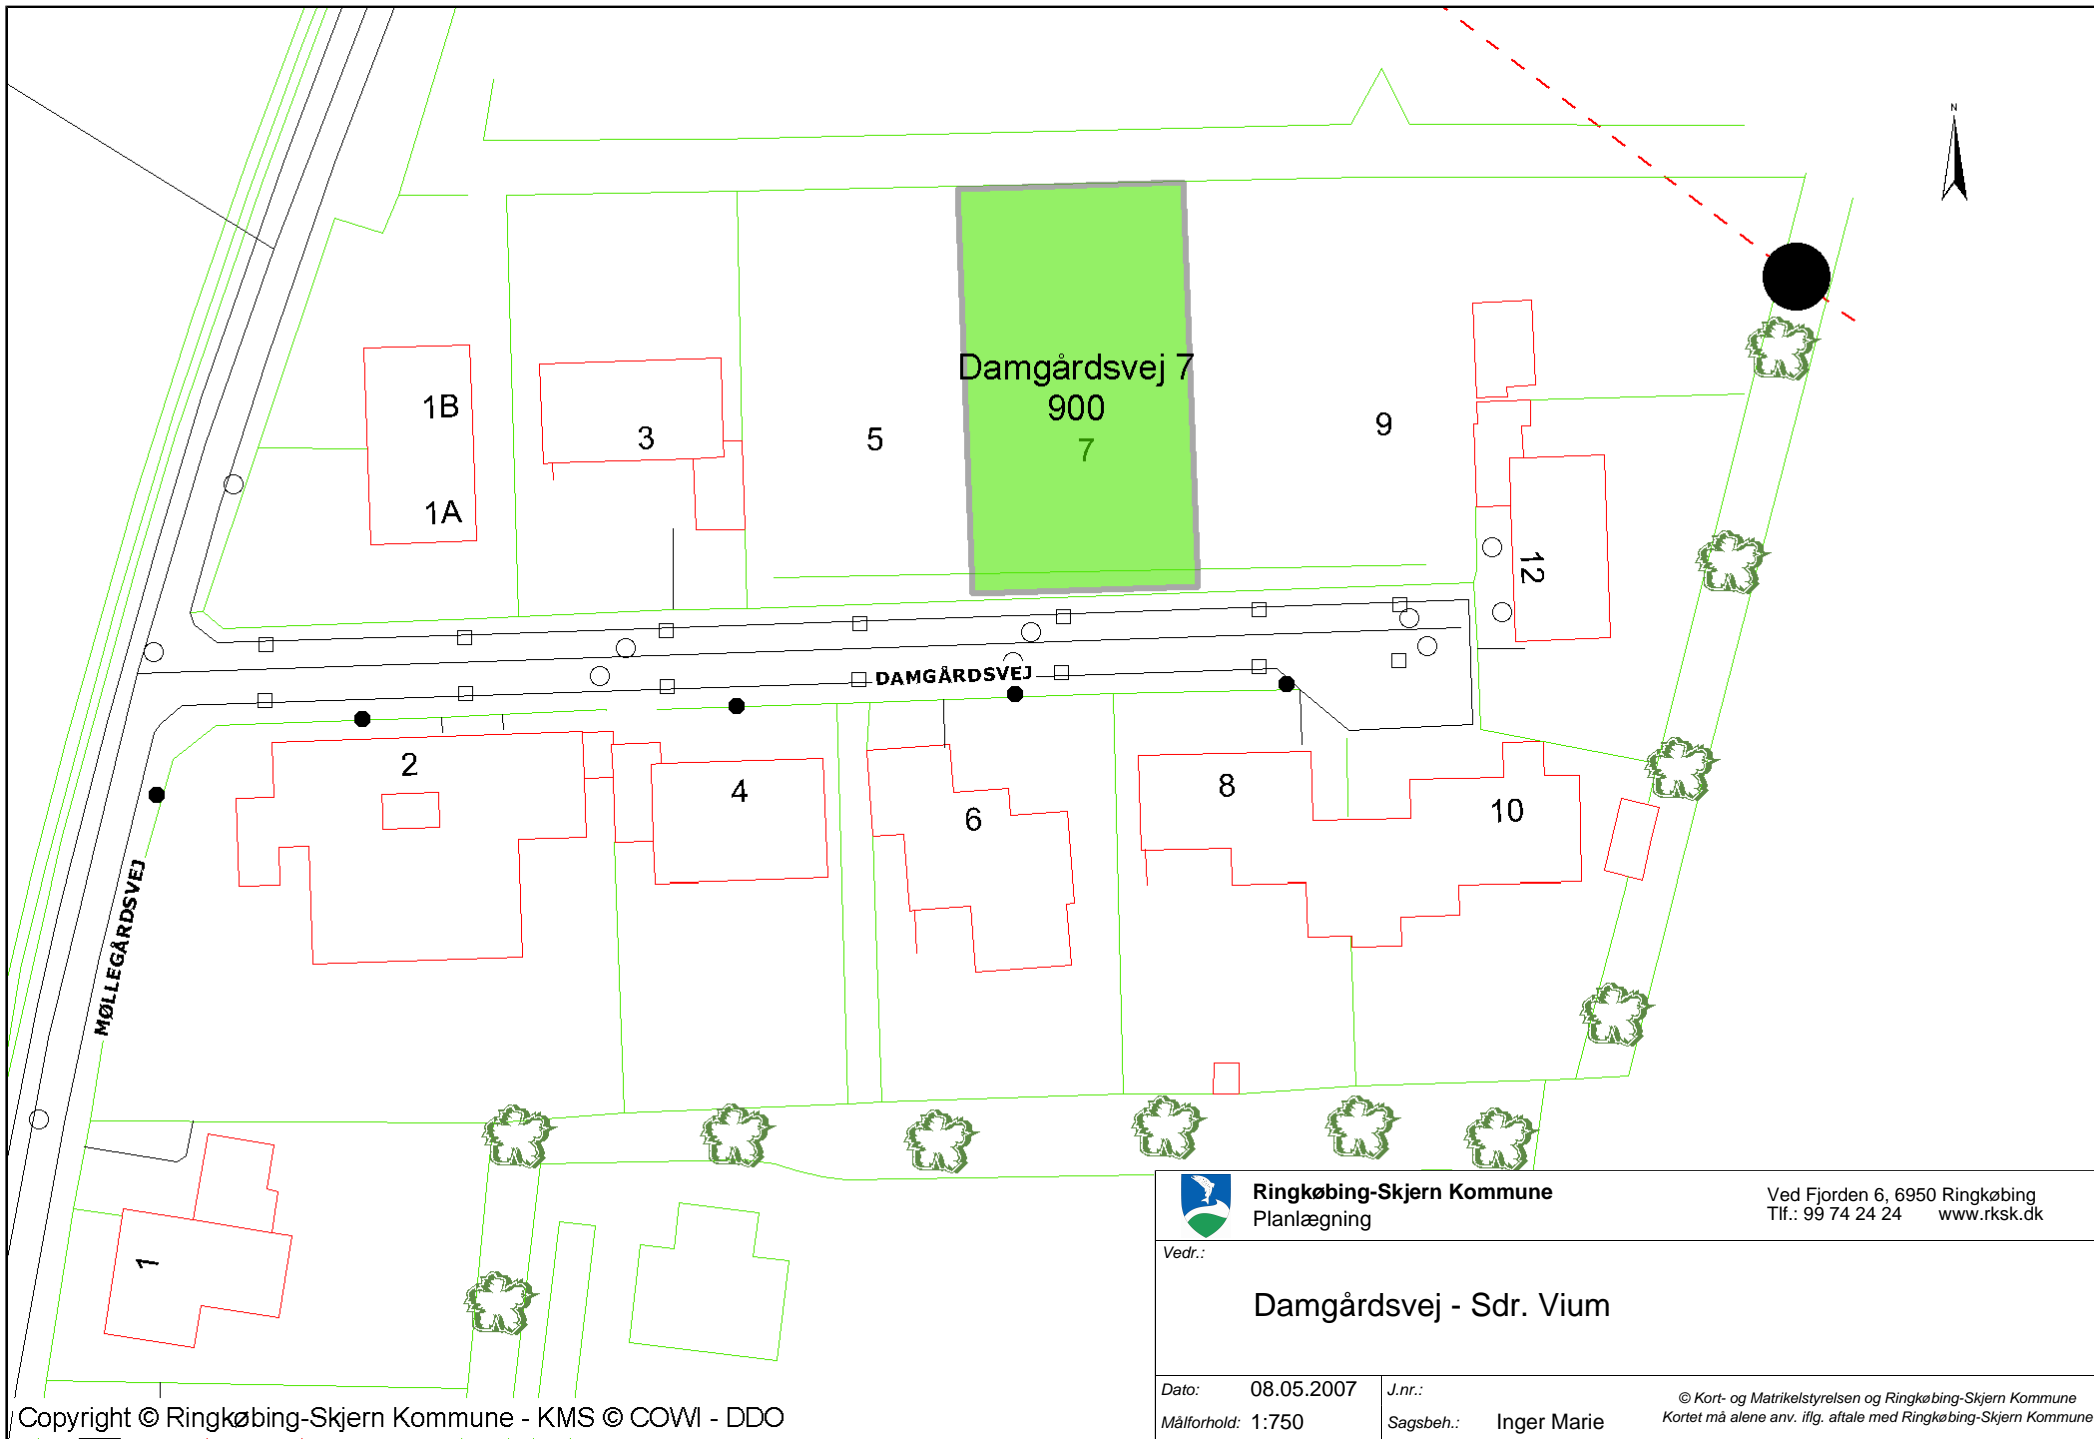 N
Damgårdsvej 7
900
7
1B
1A
3
5
9
12
DAMGÅRDSVEJ
2
4
6
8
10
MØLLEGÅRDSVEJ
1
Ringkøbing-Skjern Kommune
Planlægning
Ved Fjorden 6, 6950 Ringkøbing
Tlf.: 99 74 24 24 www.rksk.dk
Vedr.:
Damgårdsvej - Sdr. Vium
Dato: 08.05.2007
Målforhold: 1:750
J.nr.:
Sagsbeh.: Inger Marie
© Kort- og Matrikelstyrelsen og Ringkøbing-Skjern Kommune
Kortet må alene anv. iflg. aftale med Ringkøbing-Skjern Kommune
Copyright © Ringkøbing-Skjern Kommune - KMS © COWI - DDO